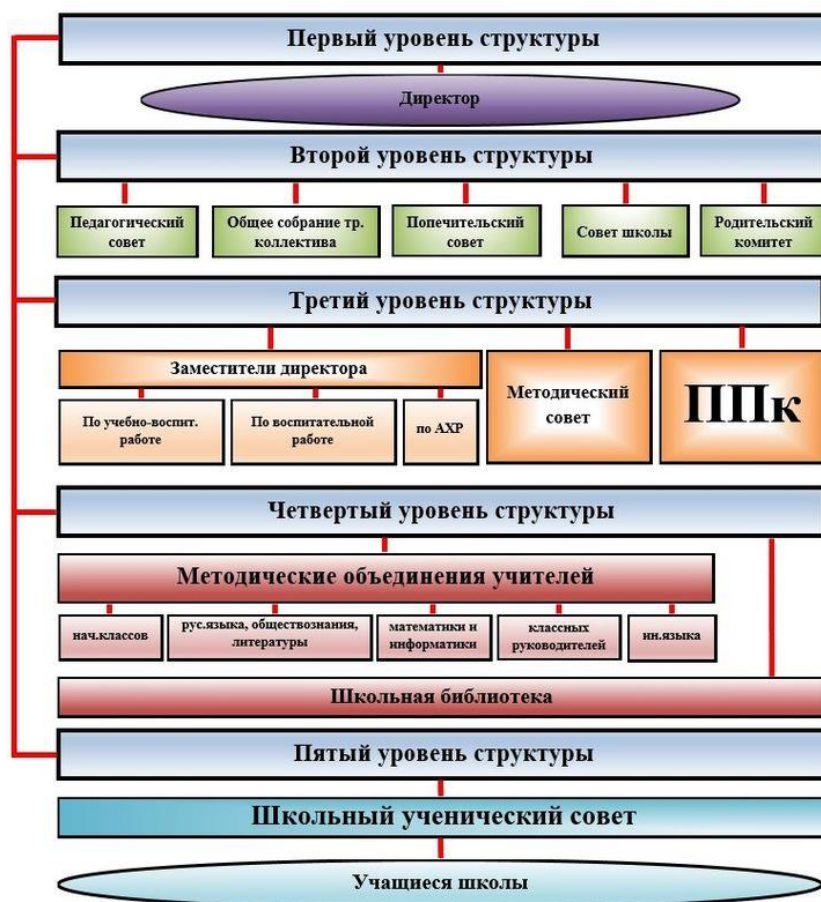 Первый уровень структуры
Директор
Второй уровень структуры
Педагогический
совет
Общее собрание тр.
коллектива
Попечительский
совет
Совет школы
Родительский
комитет
Третий уровень структуры
Заместители директора
По учебно-воспит.
работе
По воспитательной
работе
по АХР
Методический
совет
ППк
Четвертый уровень структуры
Методические объединения учителей
нач.классов
рус.языка, обществознания,
литературы
математики и
информатики
классных
руководителей
ин.языка
Школьная библиотека
Пятый уровень структуры
Школьный ученический совет
Учащиеся школы